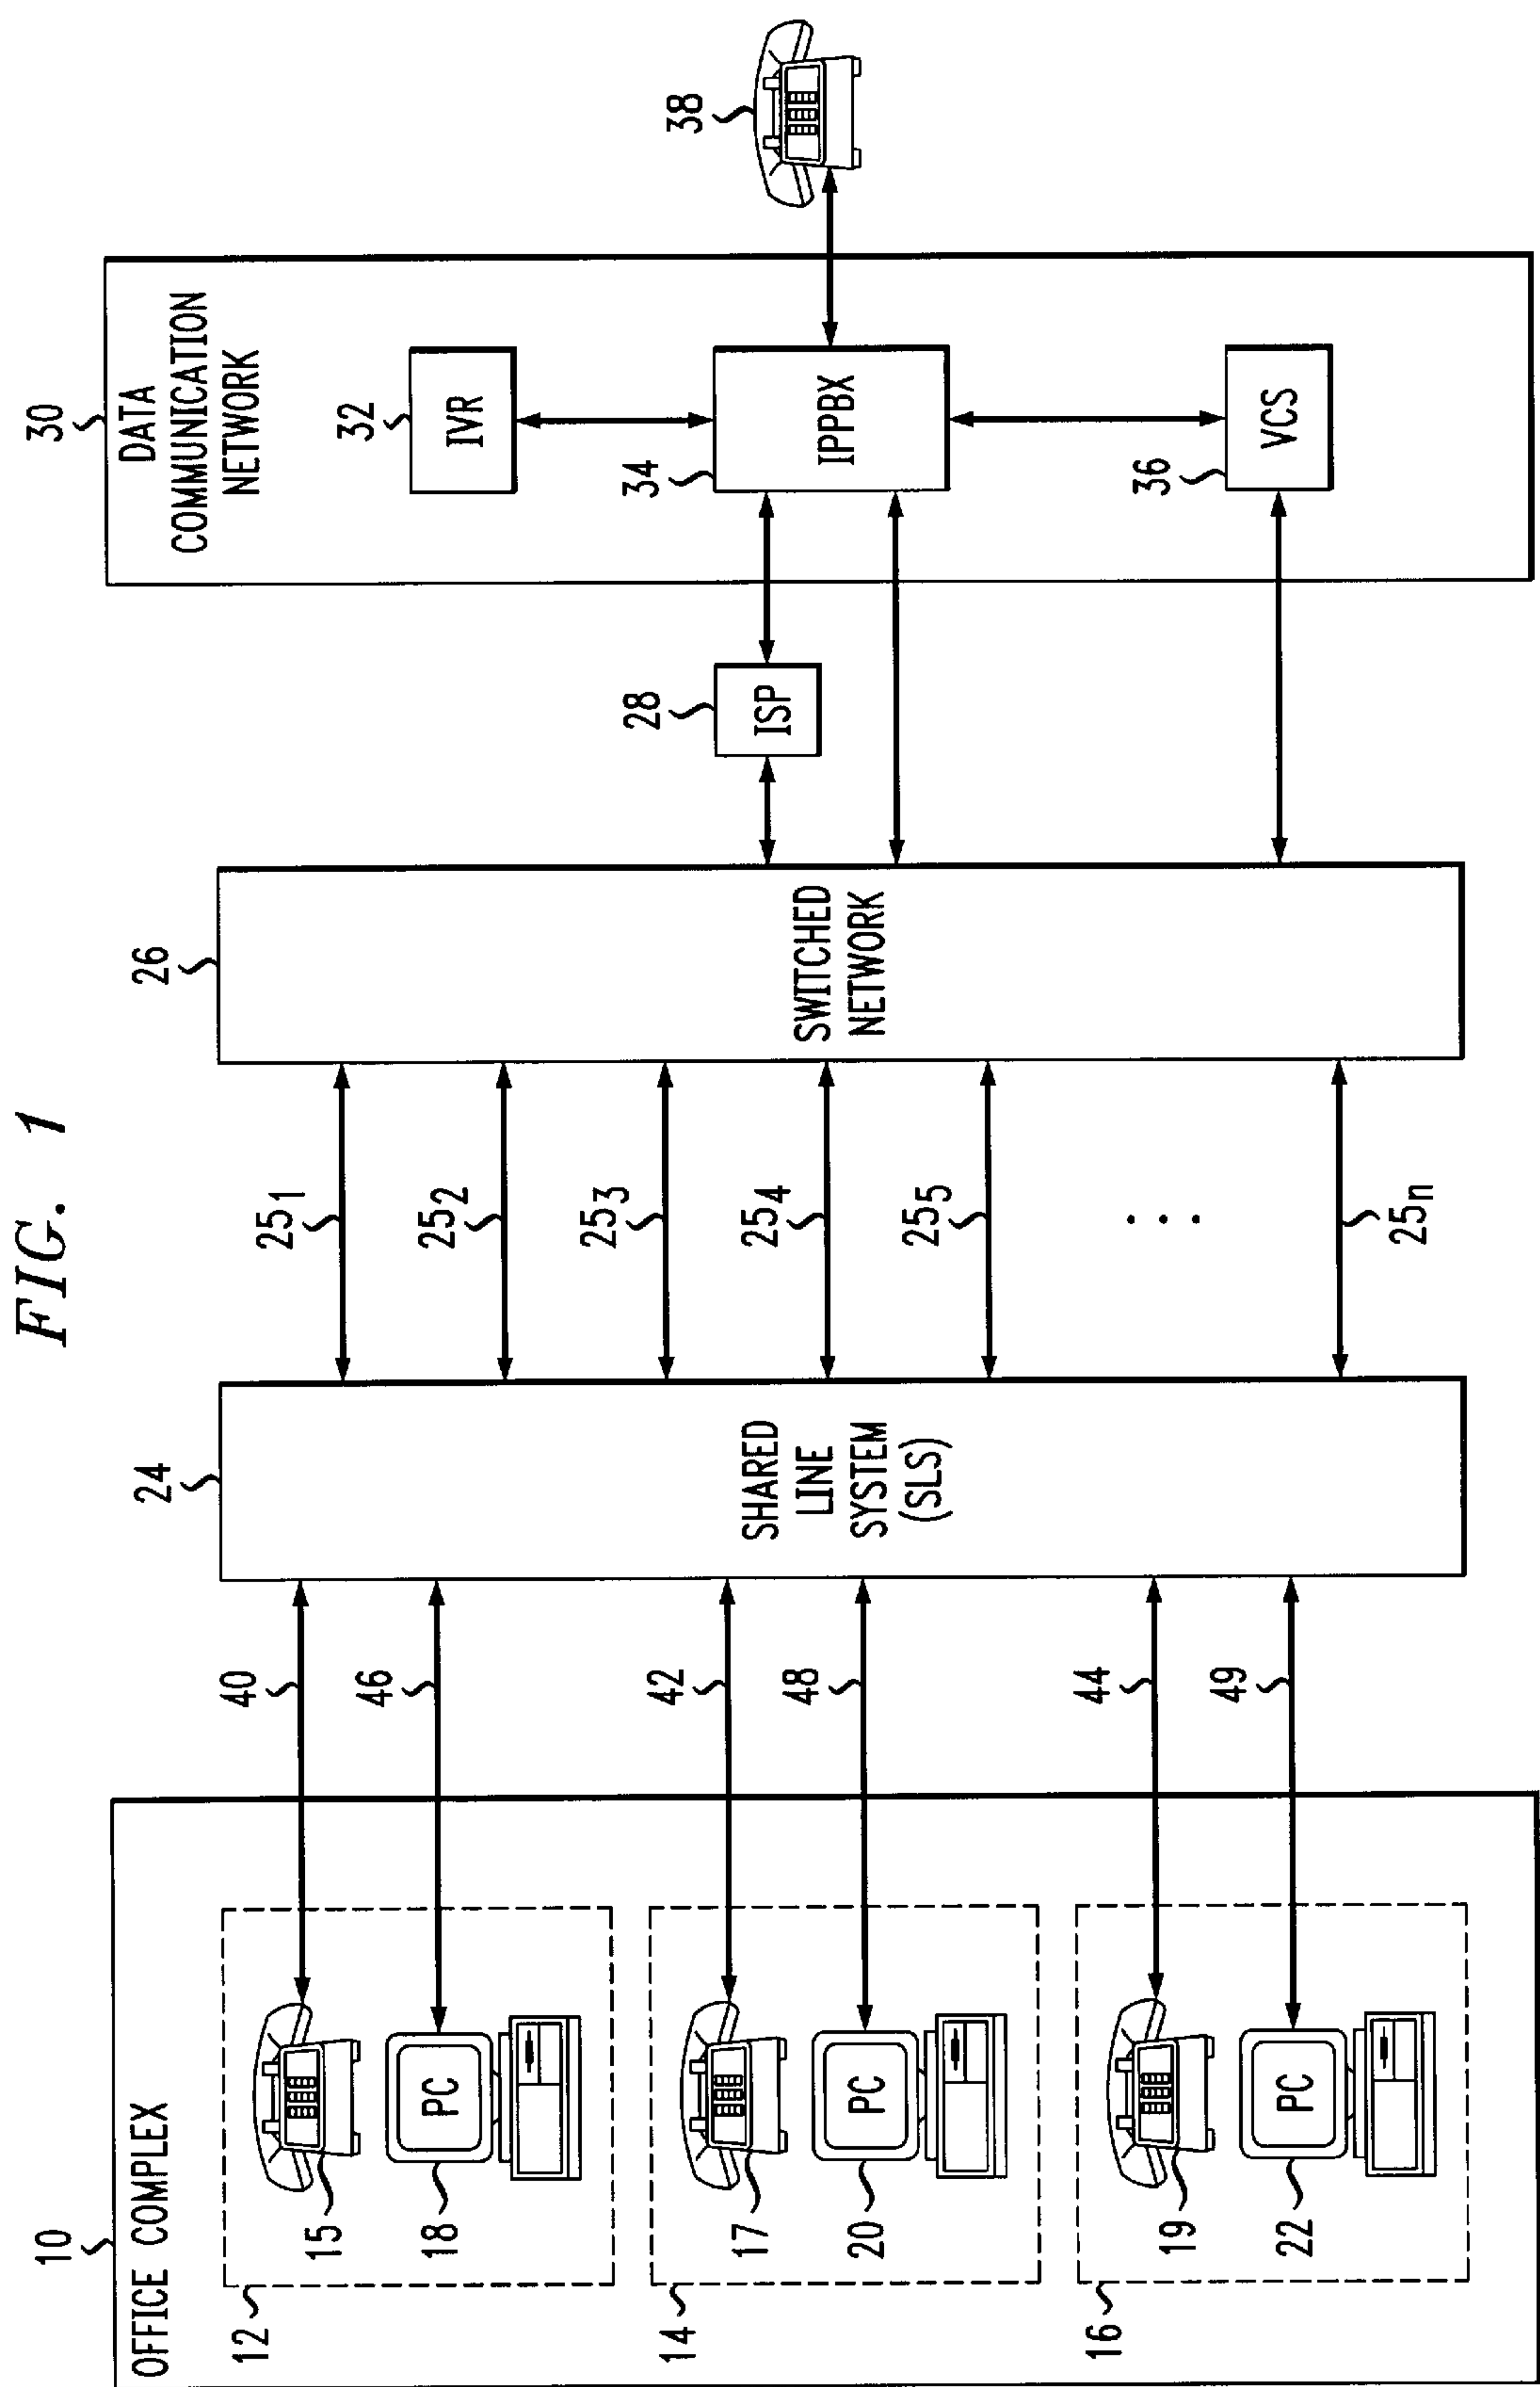 FIG. 1
10
OFFICE COMPLEX
12
15
18
PC
14
17
20
PC
16
19
22
PC
40
46
42
48
44
49
24
SHARED
LINE
SYSTEM
(SLS)
25₁
25₂
25₃
25₄
25₅
. . .
25ₙ
26
SWITCHED
NETWORK
28
ISP
30
DATA
COMMUNICATION
NETWORK
32
IVR
34
IPPBX
36
VCS
38